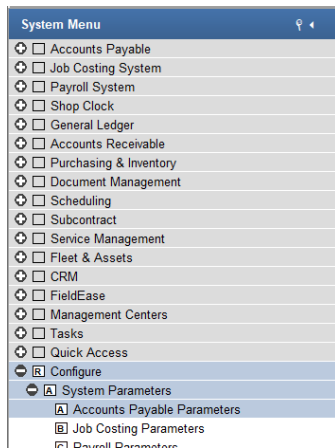 System Menu
Accounts Payable
Job Costing System
Payroll System
Shop Clock
General Ledger
Accounts Receivable
Purchasing & Inventory
Document Management
Scheduling
Subcontract
Service Management
Fleet & Assets
CRM
FieldEase
Management Centers
Tasks
Quick Access
R Configure
A System Parameters
A Accounts Payable Parameters
B Job Costing Parameters
C Payroll Parameters